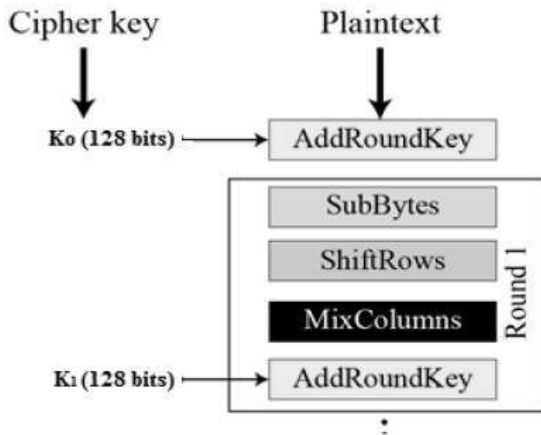 Cipher key
Plaintext
K0 (128 bits)
AddRoundKey
SubBytes
ShiftRows
MixColumns
Round 1
K1 (128 bits)
AddRoundKey